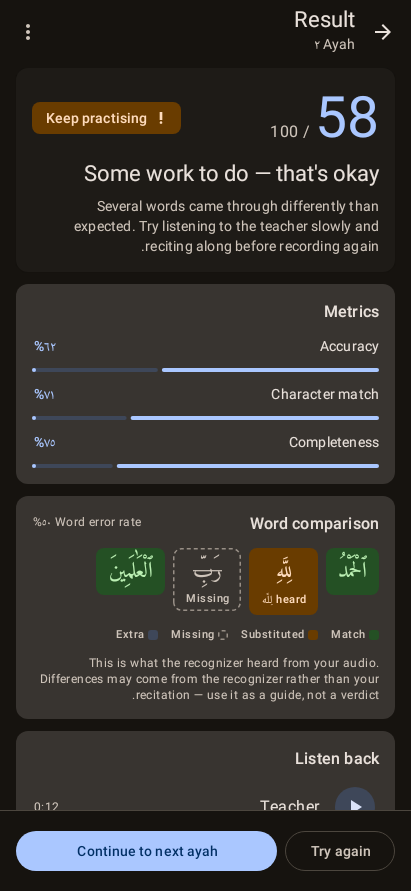 Result
Ayah ٢
58 / 100
Keep practising !
Some work to do — that's okay
Several words came through differently than
expected. Try listening to the teacher slowly and
reciting along before recording again.
Metrics
Accuracy ٦٢%
Character match ٧١%
Completeness ٧٥%
Word comparison
Word error rate ٥٠%
ٱلْحَمْدُ
لِلَّهِ
heard لله
رَبِّ
Missing
ٱلْعَٰلَمِينَ
Match Substituted Missing Extra
This is what the recognizer heard from your audio.
Differences may come from the recognizer rather than your
recitation — use it as a guide, not a verdict.
Listen back
Teacher 0:12
Try again
Continue to next ayah